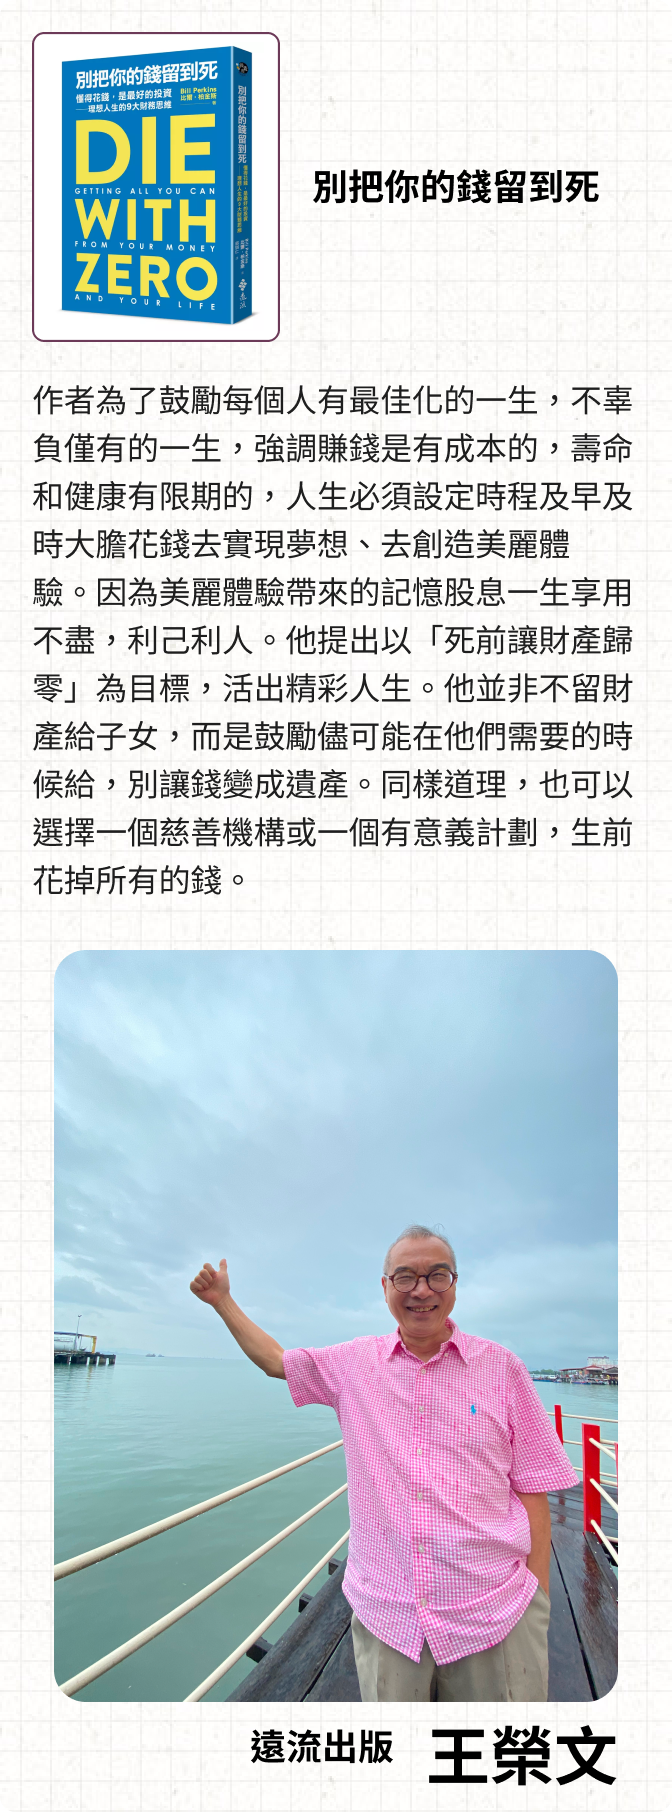 別把你的錢留到死
懂得花錢，是最好的投資
──理想人生的9大財務思維
Bill Perkins
比爾．柏金斯
DIE
GETTING ALL YOU CAN
WITH
FROM YOUR MONEY
ZERO
AND YOUR LIFE
別把你的錢留到死
別把你的錢留到死
作者為了鼓勵每個人有最佳化的一生，不辜
負僅有的一生，強調賺錢是有成本的，壽命
和健康有限期的，人生必須設定時程及早及
時大膽花錢去實現夢想、去創造美麗體
驗。因為美麗體驗帶來的記憶股息一生享用
不盡，利己利人。他提出以「死前讓財產歸
零」為目標，活出精彩人生。他並非不留財
產給子女，而是鼓勵儘可能在他們需要的時
候給，別讓錢變成遺產。同樣道理，也可以
選擇一個慈善機構或一個有意義計劃，生前
花掉所有的錢。
遠流出版 王榮文